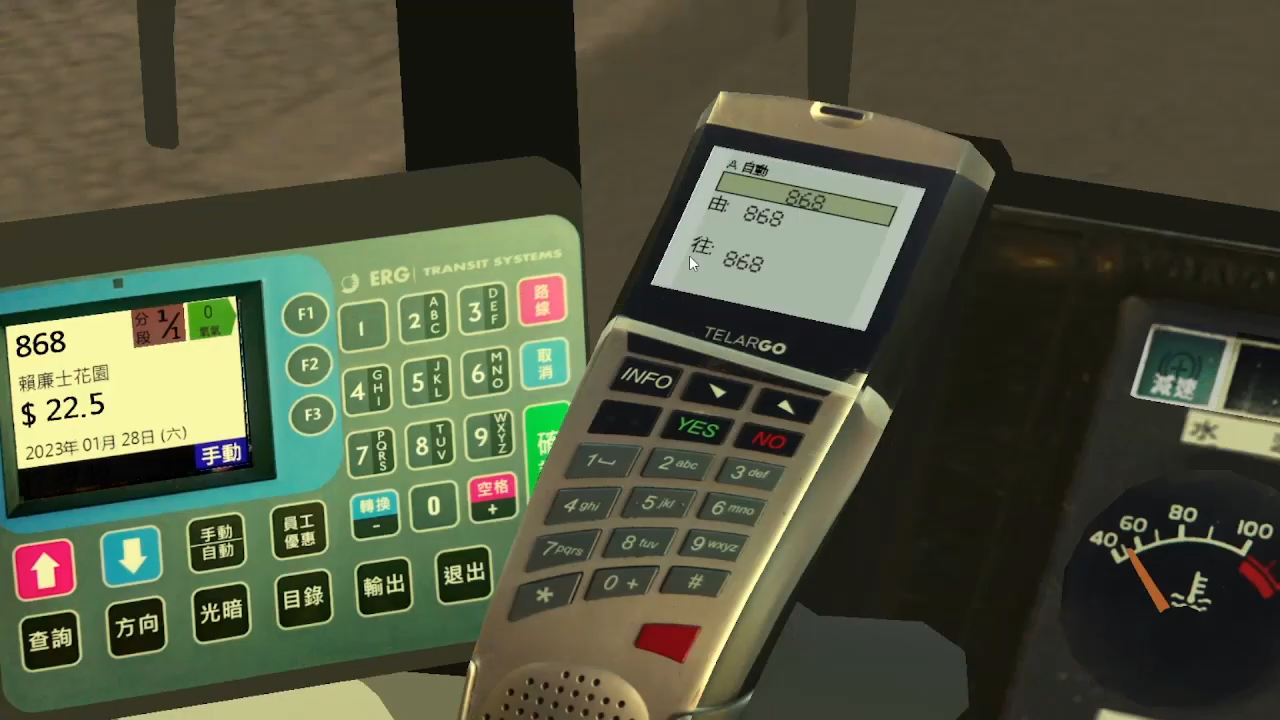 ERG TRANSIT SYSTEMS
868
分段 1/1
0
氧氣
賴廉士花園
$ 22.5
2023年 01月 28日 (六)
手動
F1
F2
F3
1
2 ABC
3 DEF
路線
4 GHI
5 JKL
6 MNO
取消
7 PQRS
8 TUV
9 WXYZ
確
轉換 -
0
空格 +
手動
自動
員工優惠
查詢
方向
光暗
目錄
輸出
退出
A 自動
868
由: 868
往: 868
TELARGO
INFO
YES
NO
1
2 abc
3 def
4 ghi
5 jkl
6 mno
7 pqrs
8 tuv
9 wxyz
*
0 +
#
減速
水
40 60 80 100